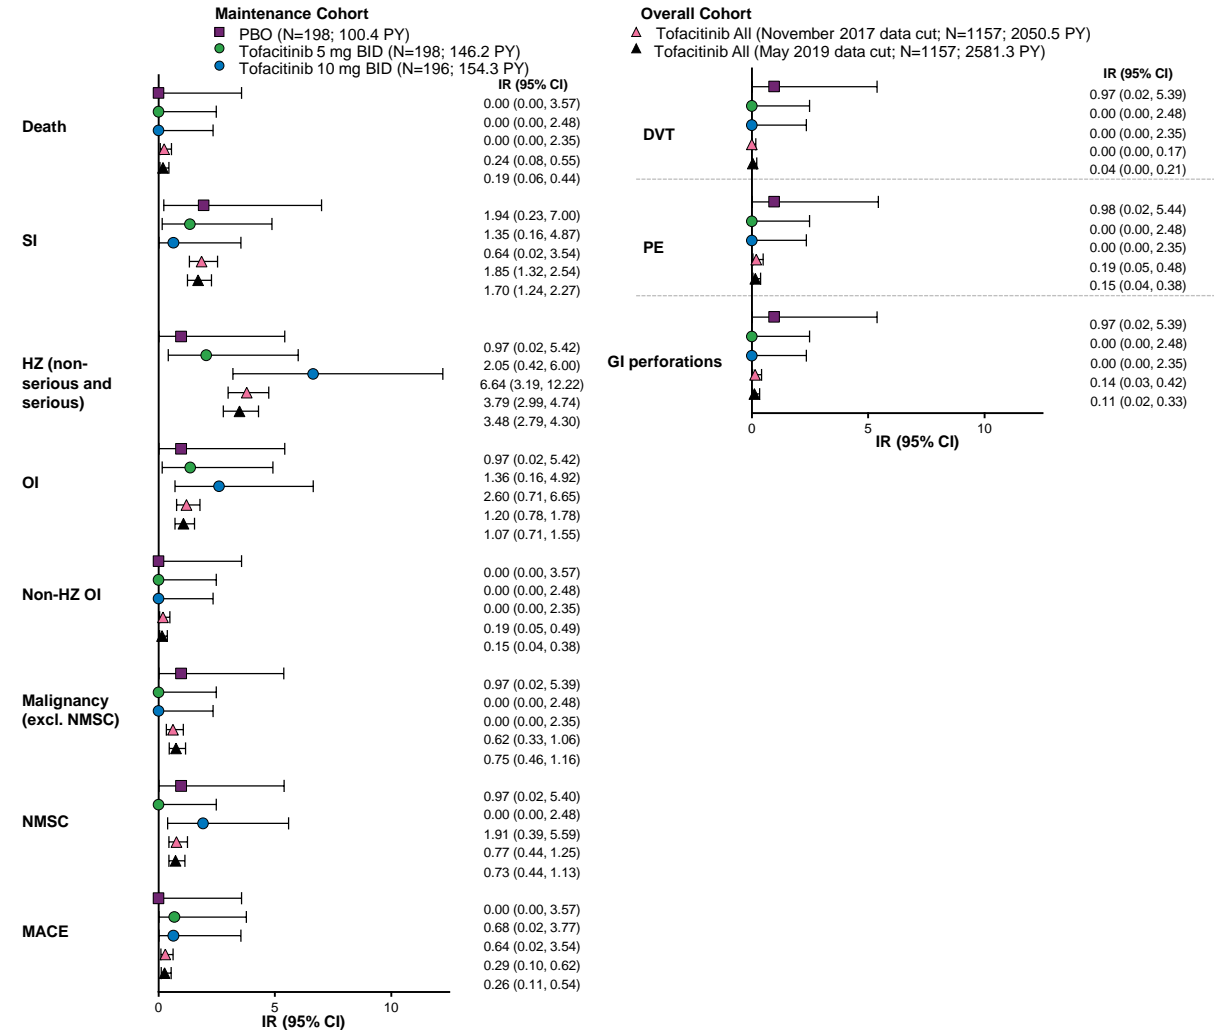 Maintenance Cohort
PBO (N=198; 100.4 PY)
Tofacitinib 5 mg BID (N=198; 146.2 PY)
Tofacitinib 10 mg BID (N=196; 154.3 PY)
Overall Cohort
Tofacitinib All (November 2017 data cut; N=1157; 2050.5 PY)
Tofacitinib All (May 2019 data cut; N=1157; 2581.3 PY)
IR (95% CI)
Death
0.00 (0.00, 3.57)
0.00 (0.00, 2.48)
0.00 (0.00, 2.35)
0.24 (0.08, 0.55)
0.19 (0.06, 0.44)
SI
1.94 (0.23, 7.00)
1.35 (0.16, 4.87)
0.64 (0.02, 3.54)
1.85 (1.32, 2.54)
1.70 (1.24, 2.27)
HZ (non-
serious and
serious)
0.97 (0.02, 5.42)
2.05 (0.42, 6.00)
6.64 (3.19, 12.22)
3.79 (2.99, 4.74)
3.48 (2.79, 4.30)
OI
0.97 (0.02, 5.42)
1.36 (0.16, 4.92)
2.60 (0.71, 6.65)
1.20 (0.78, 1.78)
1.07 (0.71, 1.55)
Non-HZ OI
0.00 (0.00, 3.57)
0.00 (0.00, 2.48)
0.00 (0.00, 2.35)
0.19 (0.05, 0.49)
0.15 (0.04, 0.38)
Malignancy
(excl. NMSC)
0.97 (0.02, 5.39)
0.00 (0.00, 2.48)
0.00 (0.00, 2.35)
0.62 (0.33, 1.06)
0.75 (0.46, 1.16)
NMSC
0.97 (0.02, 5.40)
0.00 (0.00, 2.48)
1.91 (0.39, 5.59)
0.77 (0.44, 1.25)
0.73 (0.44, 1.13)
MACE
0.00 (0.00, 3.57)
0.68 (0.02, 3.77)
0.64 (0.02, 3.54)
0.29 (0.10, 0.62)
0.26 (0.11, 0.54)
0 5 10
IR (95% CI)
IR (95% CI)
DVT
0.97 (0.02, 5.39)
0.00 (0.00, 2.48)
0.00 (0.00, 2.35)
0.00 (0.00, 0.17)
0.04 (0.00, 0.21)
PE
0.98 (0.02, 5.44)
0.00 (0.00, 2.48)
0.00 (0.00, 2.35)
0.19 (0.05, 0.48)
0.15 (0.04, 0.38)
GI perforations
0.97 (0.02, 5.39)
0.00 (0.00, 2.48)
0.00 (0.00, 2.35)
0.14 (0.03, 0.42)
0.11 (0.02, 0.33)
0 5 10
IR (95% CI)